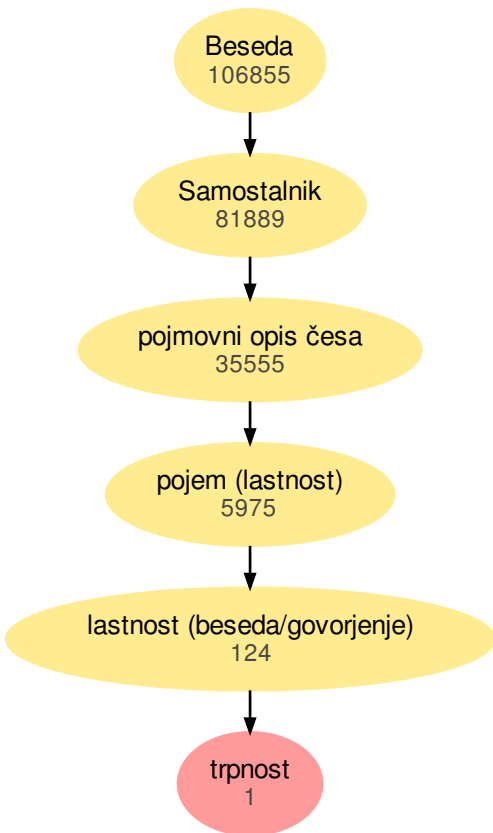 Beseda
106855
Samostalnik
81889
pojmovni opis česa
35555
pojem (lastnost)
5975
lastnost (beseda/govorjenje)
124
trpnost
1